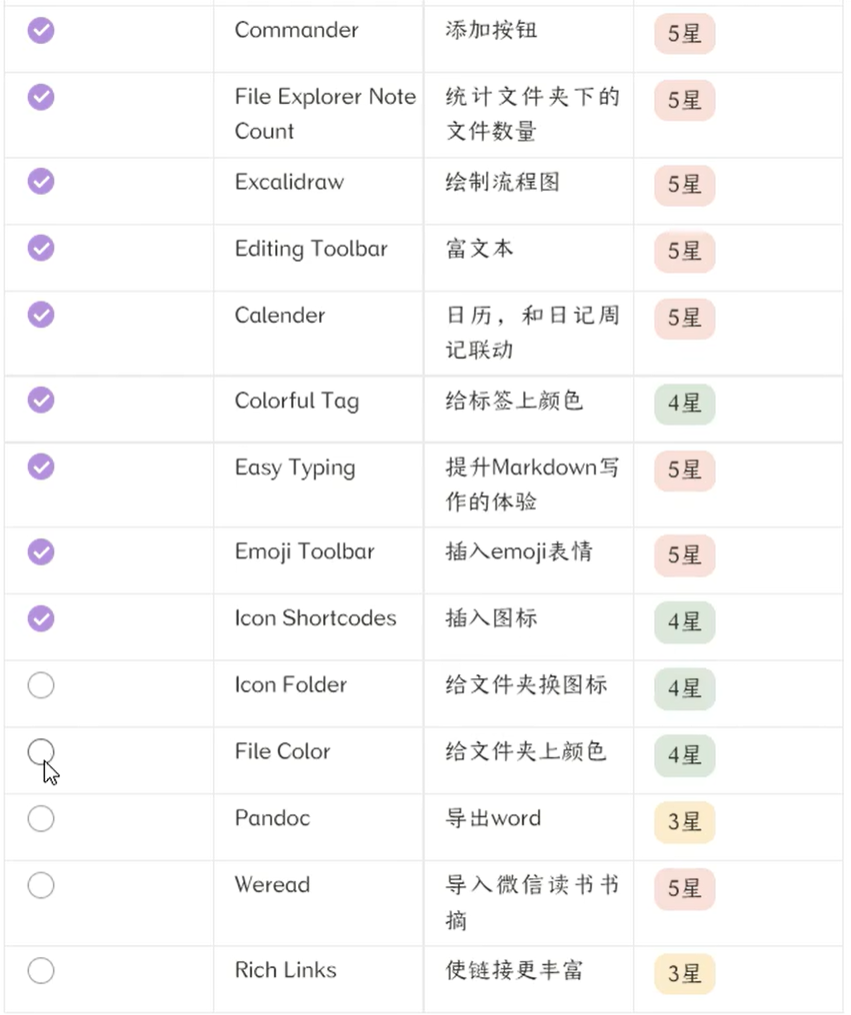 Commander 添加按钮 5星
File Explorer Note 统计文件夹下的 5星
Count 文件数量
Excalidraw 绘制流程图 5星
Editing Toolbar 富文本 5星
Calender 日历，和日记周 5星
记联动
Colorful Tag 给标签上颜色 4星
Easy Typing 提升Markdown写 5星
作的体验
Emoji Toolbar 插入emoji表情 5星
Icon Shortcodes 插入图标 4星
Icon Folder 给文件夹换图标 4星
File Color 给文件夹上颜色 4星
Pandoc 导出word 3星
Weread 导入微信读书书 5星
摘
Rich Links 使链接更丰富 3星